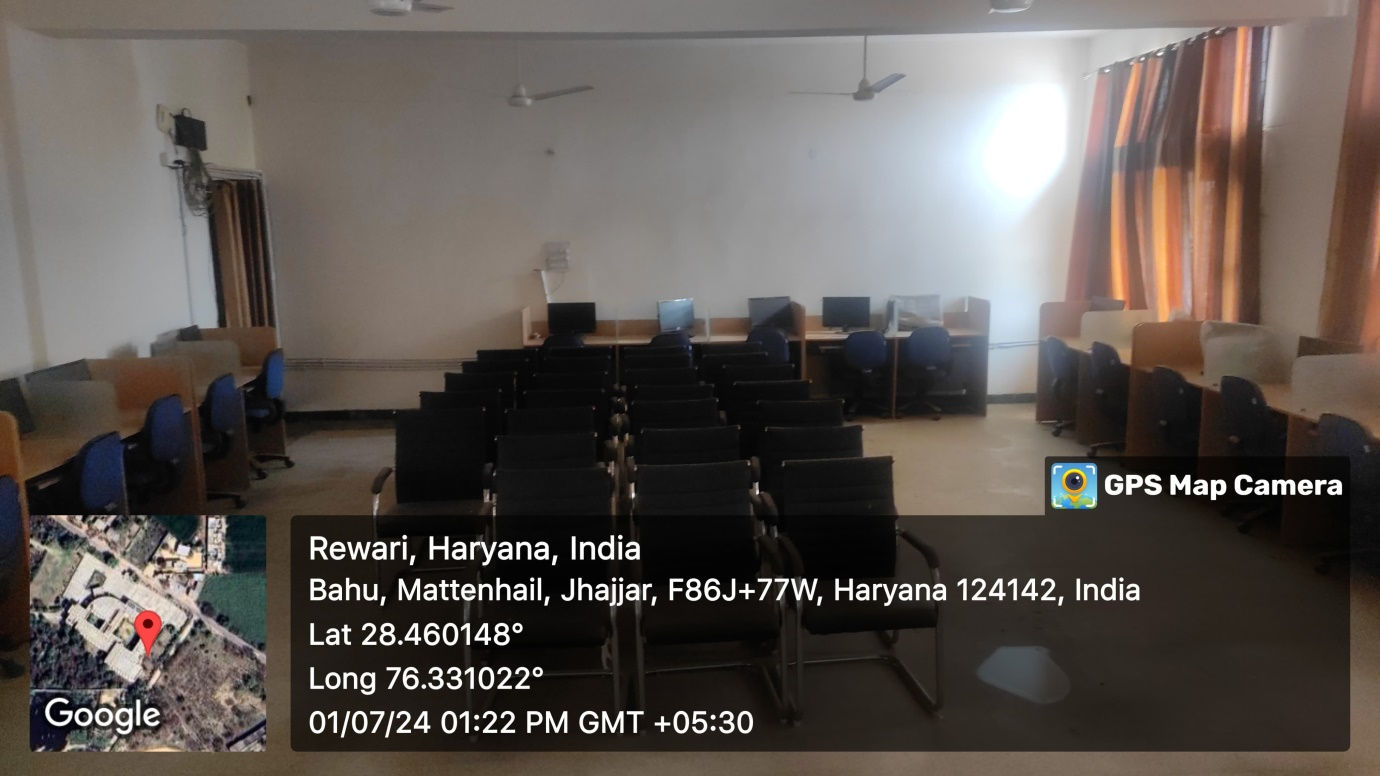 GPS Map Camera
Rewari, Haryana, India
Bahu, Mattenhail, Jhajjar, F86J+77W, Haryana 124142, India
Lat 28.460148°
Long 76.331022°
01/07/24 01:22 PM GMT +05:30
Google